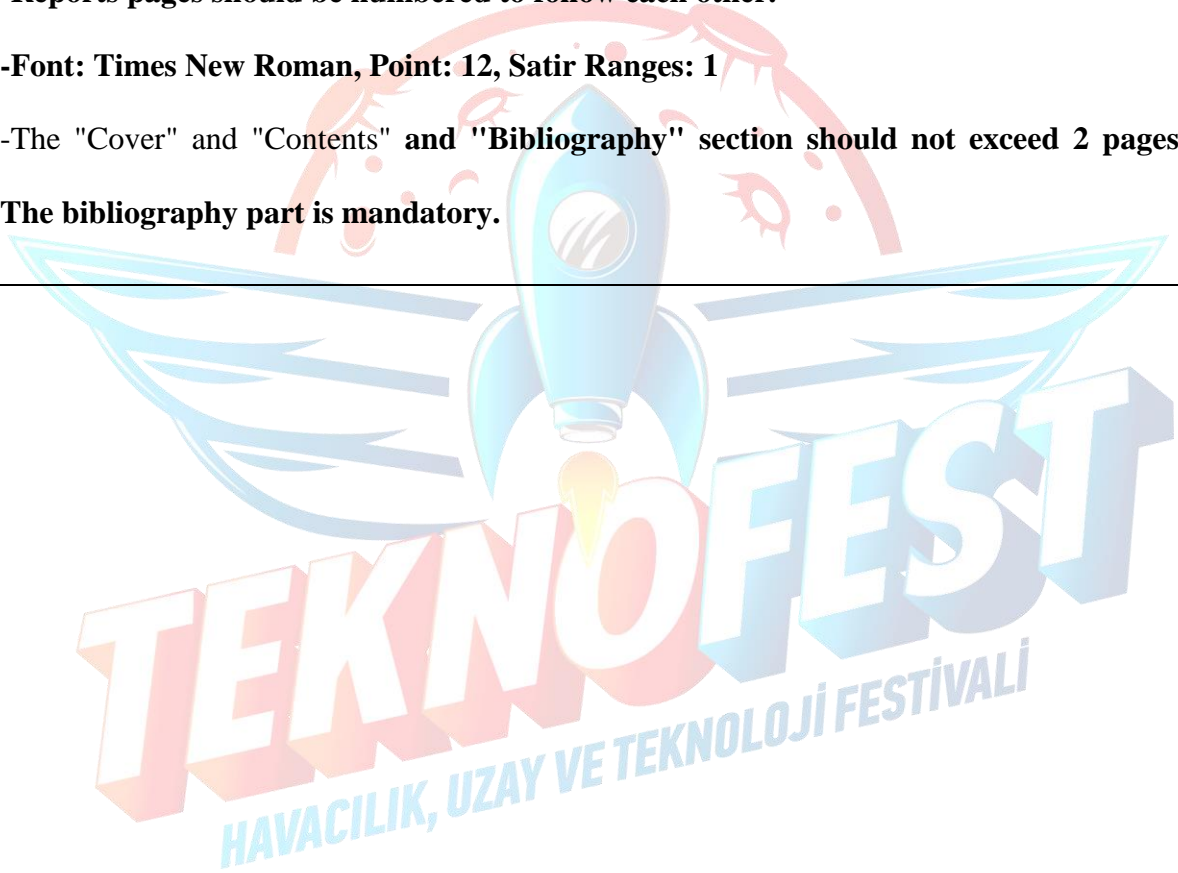 Reports pages should be numbered to follow each other.
-Font: Times New Roman, Point: 12, Satir Ranges: 1
-The "Cover" and "Contents" and "Bibliography" section should not exceed 2 pages
The bibliography part is mandatory.
TEKNOFEST
HAVACILIK, UZAY VE TEKNOLOJİ FESTİVALİ